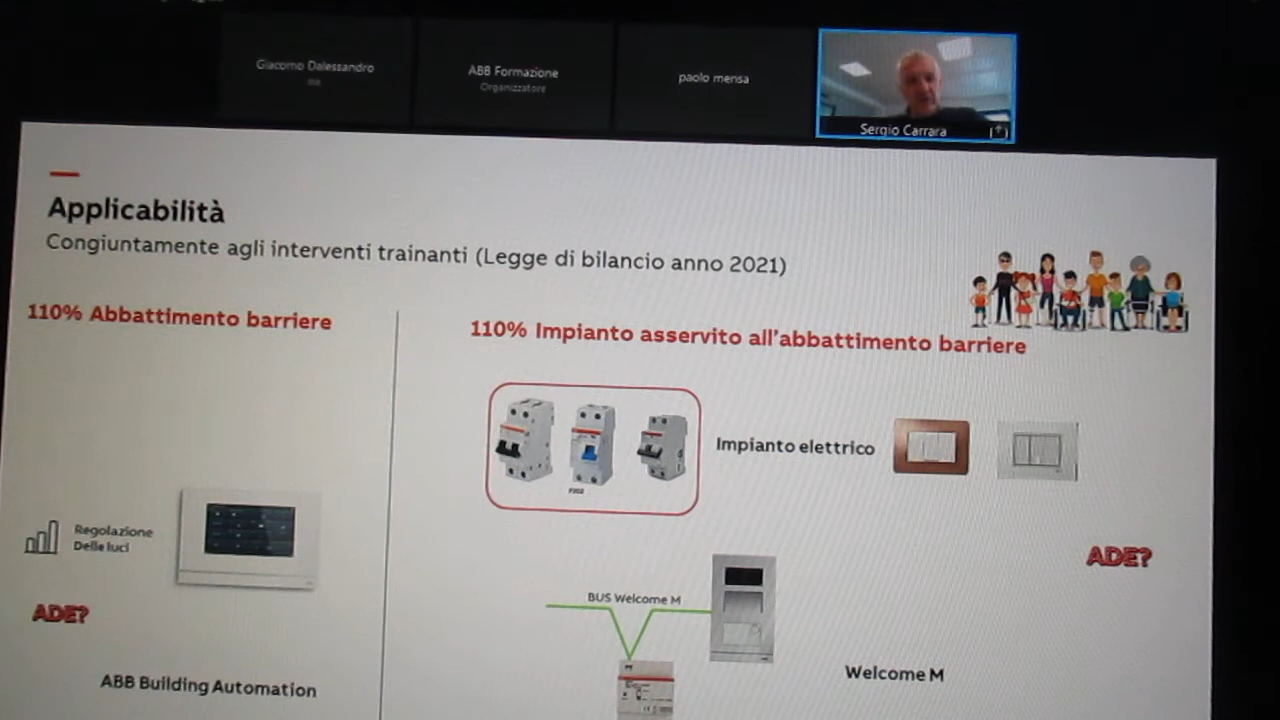 Giacomo Dalessandro
me
ABB Formazione
Organizzatore
paolo mensa
Sergio Carrara
Applicabilità
Congiuntamente agli interventi trainanti (Legge di bilancio anno 2021)
110% Abbattimento barriere
110% Impianto asservito all'abbattimento barriere
Impianto elettrico
Regolazione
Delle luci
ADE?
ADE?
BUS Welcome M
Welcome M
ABB Building Automation